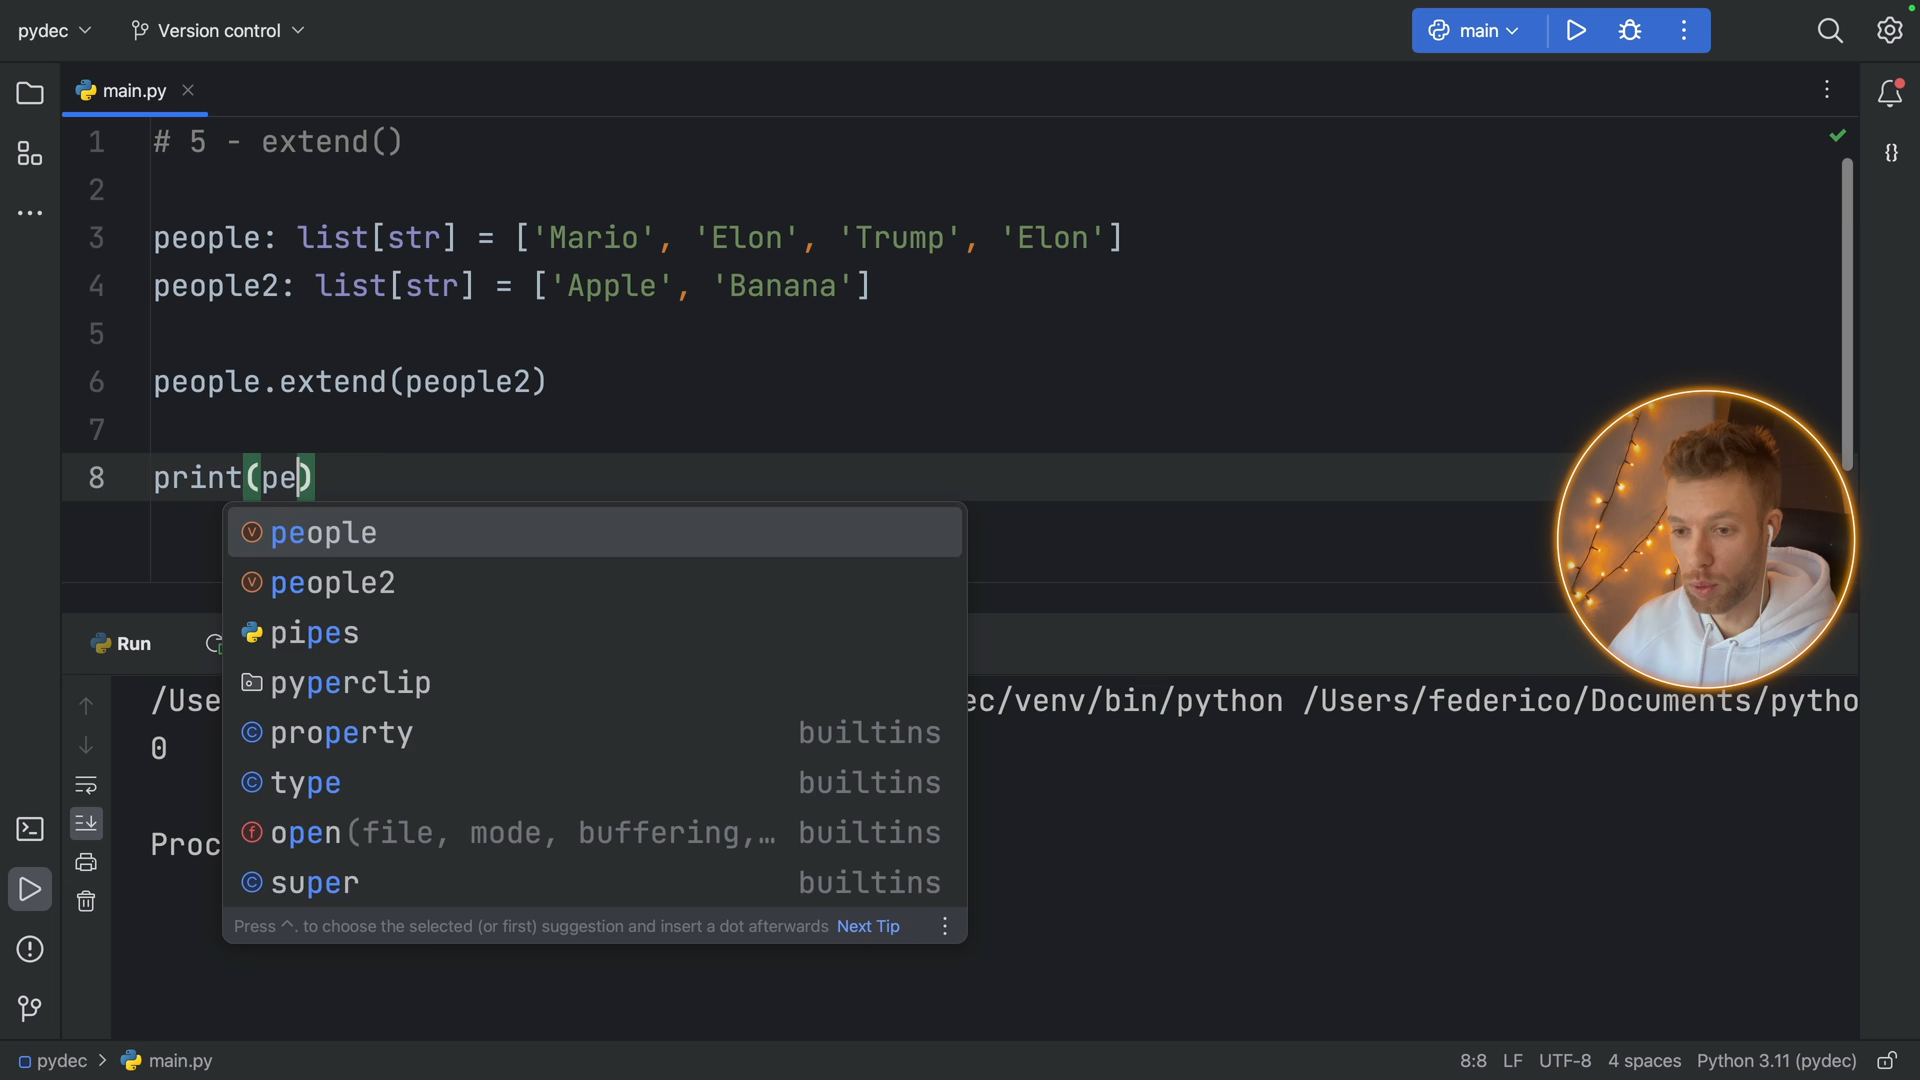 pydec
Version control
main
main.py
1 # 5 - extend()
2
3 people: list[str] = ['Mario', 'Elon', 'Trump', 'Elon']
4 people2: list[str] = ['Apple', 'Banana']
5
6 people.extend(people2)
7
8 print(pe)
people
people2
pipes
pyperclip
property builtins
type builtins
open(file, mode, buffering,… builtins
super builtins
Press ^. to choose the selected (or first) suggestion and insert a dot afterwards Next Tip
Run
/Use ec/venv/bin/python /Users/federico/Documents/pytho
0
Proc
pydec > main.py
8:8 LF UTF-8 4 spaces Python 3.11 (pydec)